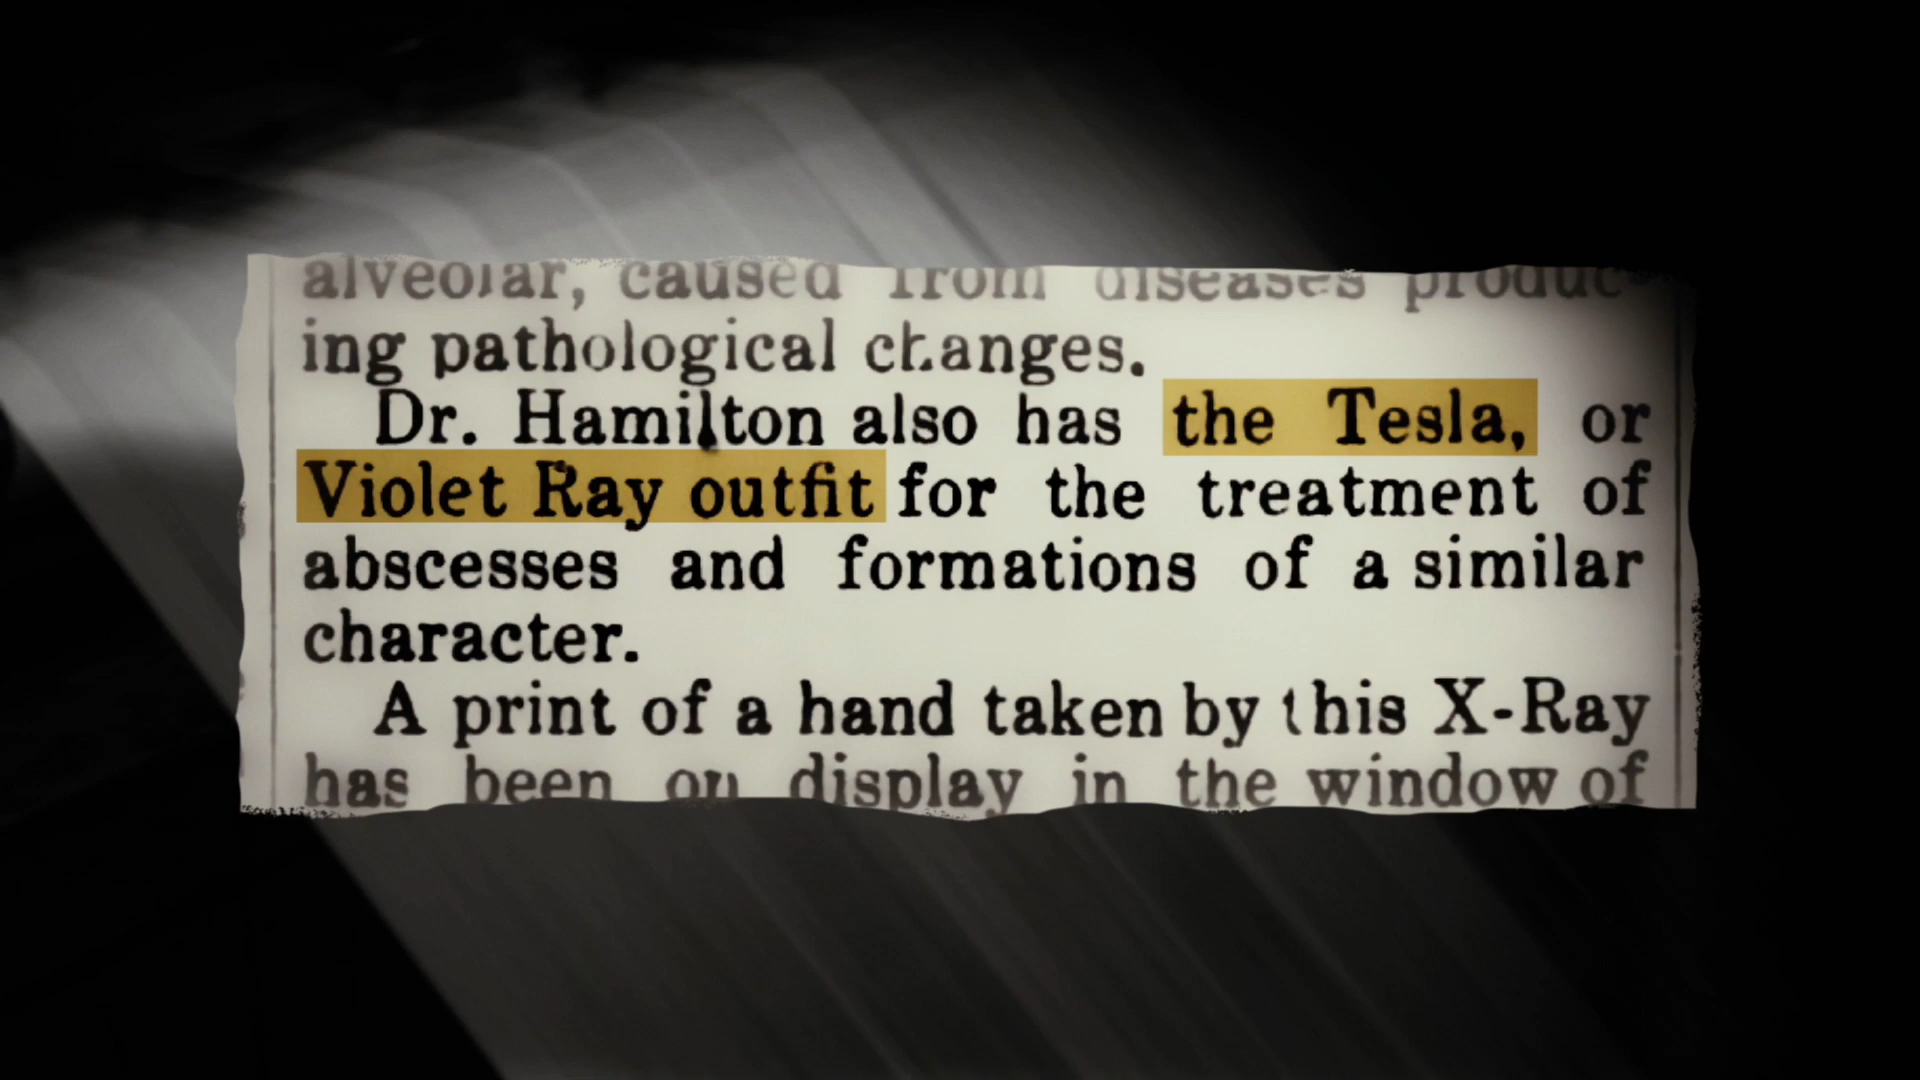 alveolar, caused from diseases produc-
ing pathological changes.
Dr. Hamilton also has the Tesla, or
Violet Ray outfit for the treatment of
abscesses and formations of a similar
character.
A print of a hand taken by this X-Ray
has been on display in the window of